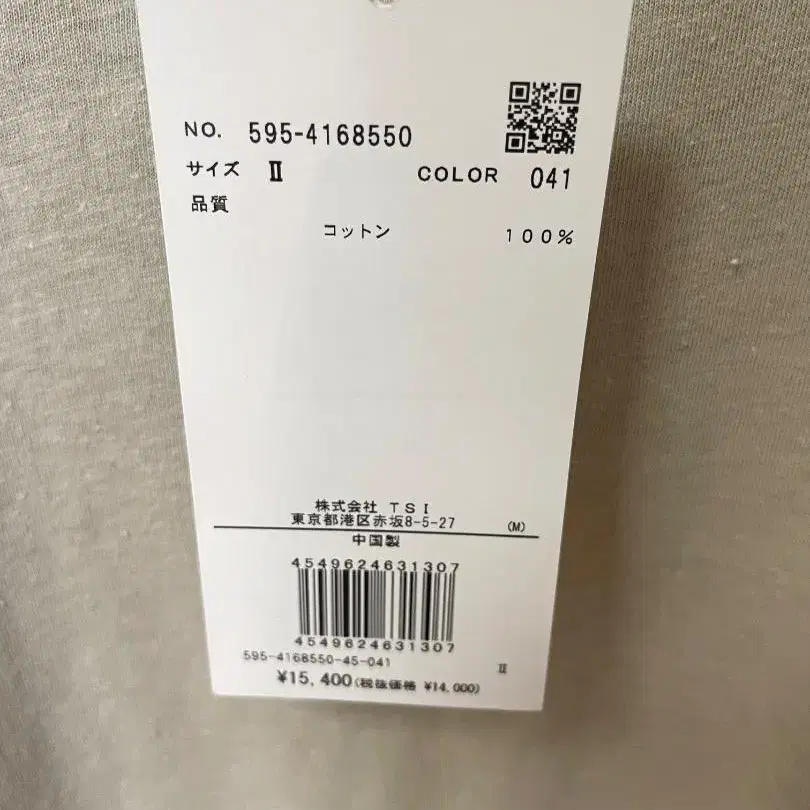 NO. 595-4168550
サイズ Ⅱ COLOR 041
品質
コットン 100%
株式会社 TSI
東京都港区赤坂8-5-27 (M)
中国製
4549624631307
4549624631307
595-4168550-45-041 Ⅱ
¥15,400(税抜価格 ¥14,000)